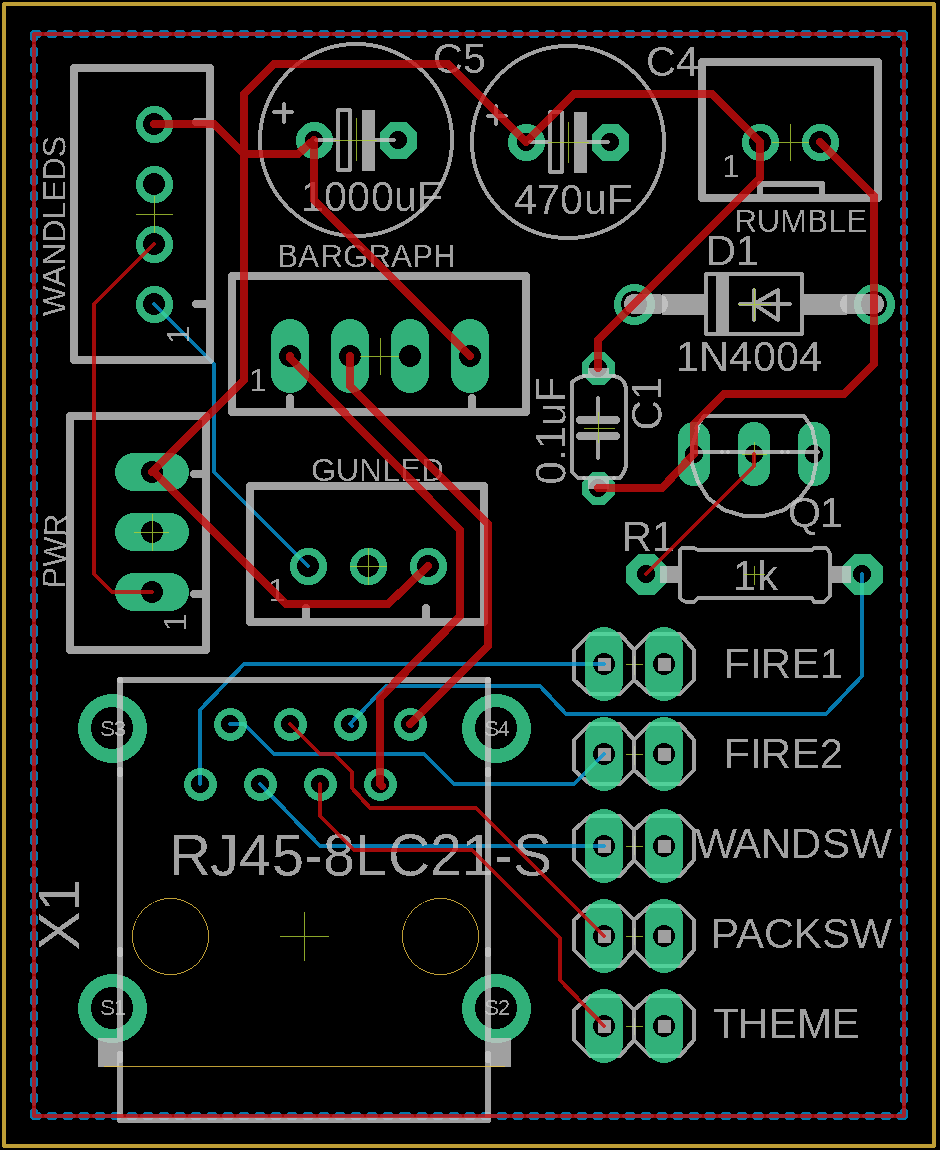 C5
C4
+
+
1000uF
470uF
1
RUMBLE
WANDLEDS
BARGRAPH
D1
1
1N4004
1
0.1uF
C1
GUNLED
Q1
PWR
R1
1k
1
1
FIRE1
S3
S4
FIRE2
RJ45-8LC21-S
WANDSW
X1
PACKSW
S1
S2
THEME